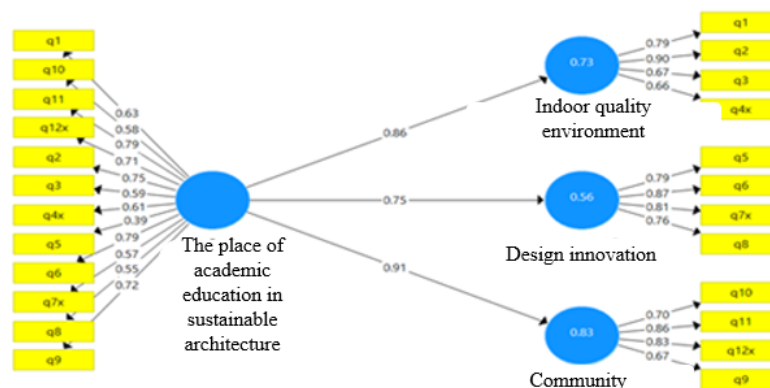 q1
q10
q11
q12x
q2
q3
q4x
q5
q6
q7x
q8
q9
0.63
0.58
0.79
0.71
0.75
0.59
0.61
0.39
0.79
0.57
0.55
0.72
The place of
academic
education in
sustainable
architecture
0.86
0.75
0.91
0.73
Indoor quality
environment
0.79
0.90
0.67
0.66
q1
q2
q3
q4x
0.56
Design innovation
0.79
0.87
0.81
0.76
q5
q6
q7x
q8
0.83
Community
0.70
0.86
0.83
0.67
q10
q11
q12x
q9